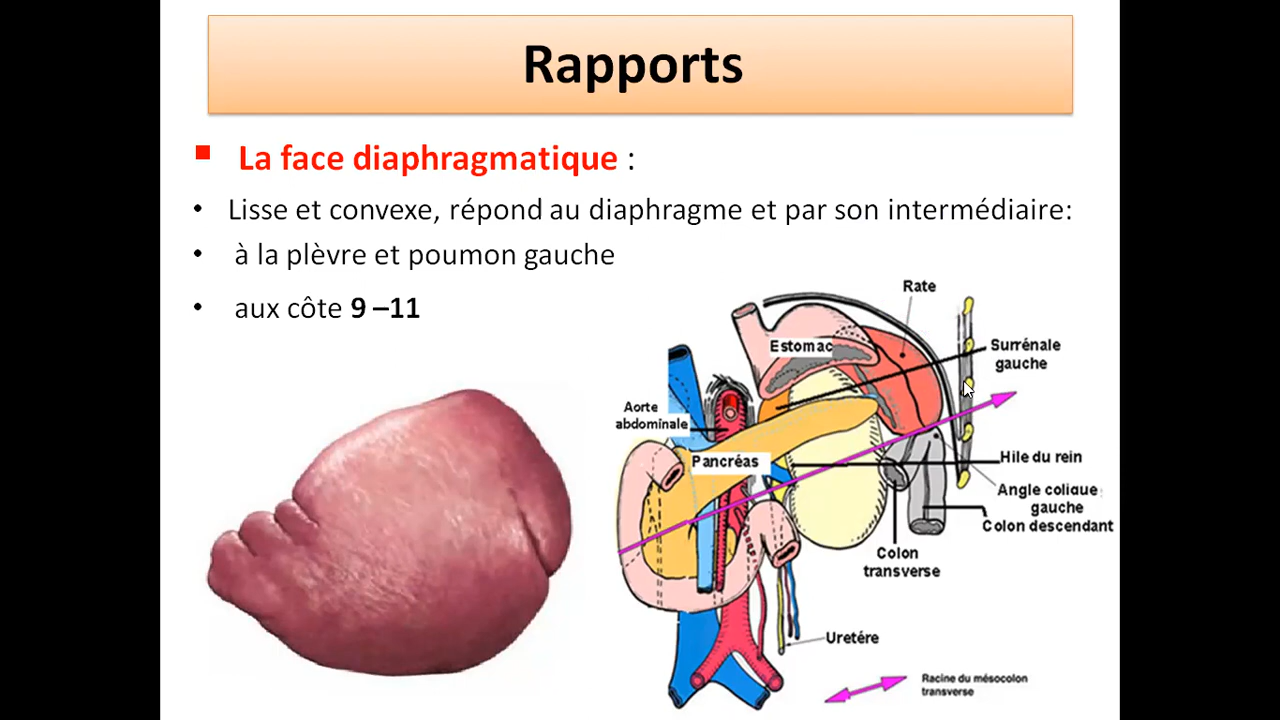 Rapports
La face diaphragmatique :
Lisse et convexe, répond au diaphragme et par son intermédiaire:
à la plèvre et poumon gauche
aux côte 9 –11
Rate
Estomac
Surrénale
gauche
Aorte
abdominale
Pancréas
Hile du rein
Angle colique
gauche
Colon descendant
Colon
transverse
Uretére
Racine du mésocolon
transverse